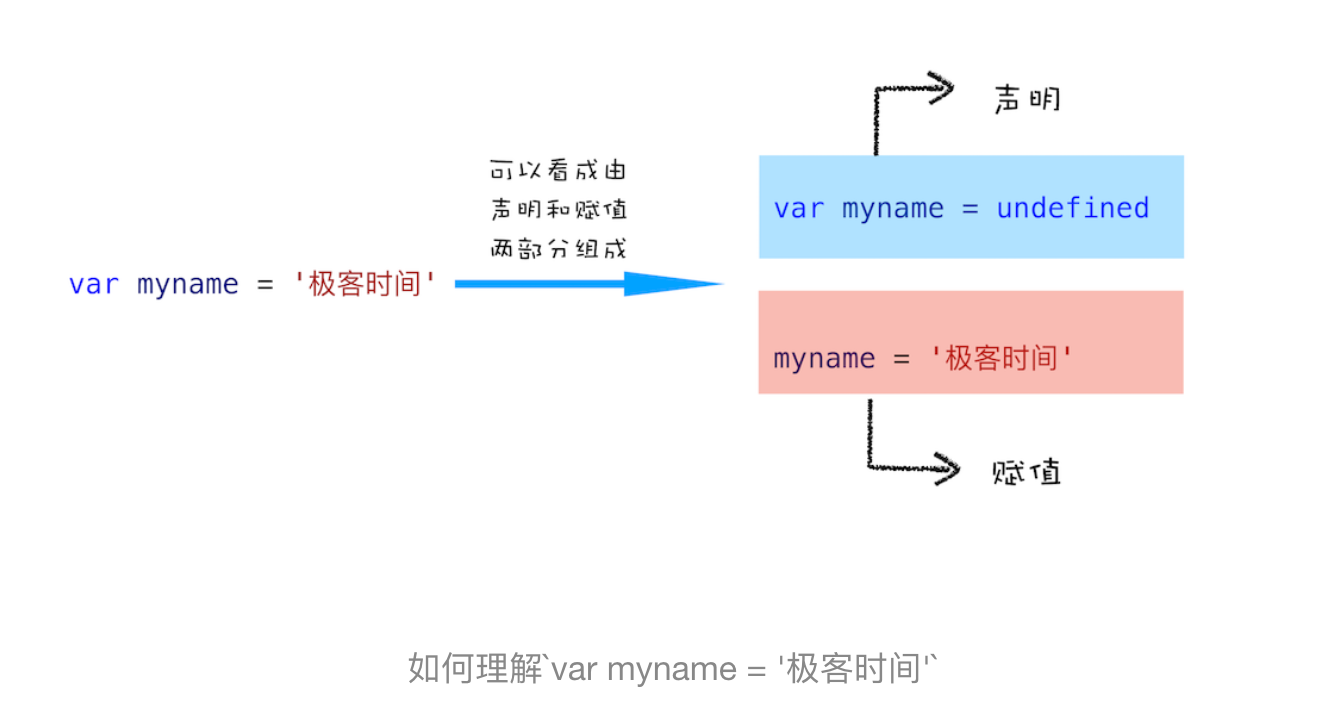 声明
可以看成由
声明和赋值
两部分组成
var myname = undefined
var myname = '极客时间'
myname = '极客时间'
赋值
如何理解`var myname = '极客时间'`